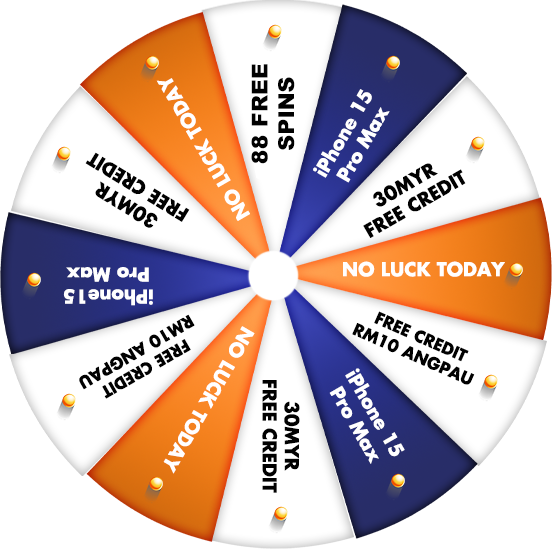 88 FREE
SPINS
iPhone 15
Pro Max
30MYR
FREE CREDIT
NO LUCK TODAY
FREE CREDIT
RM10 ANGPAU
iPhone 15
Pro Max
30MYR
FREE CREDIT
NO LUCK TODAY
FREE CREDIT
RM10 ANGPAU
iPhone15
Pro Max
30MYR
FREE CREDIT
NO LUCK TODAY